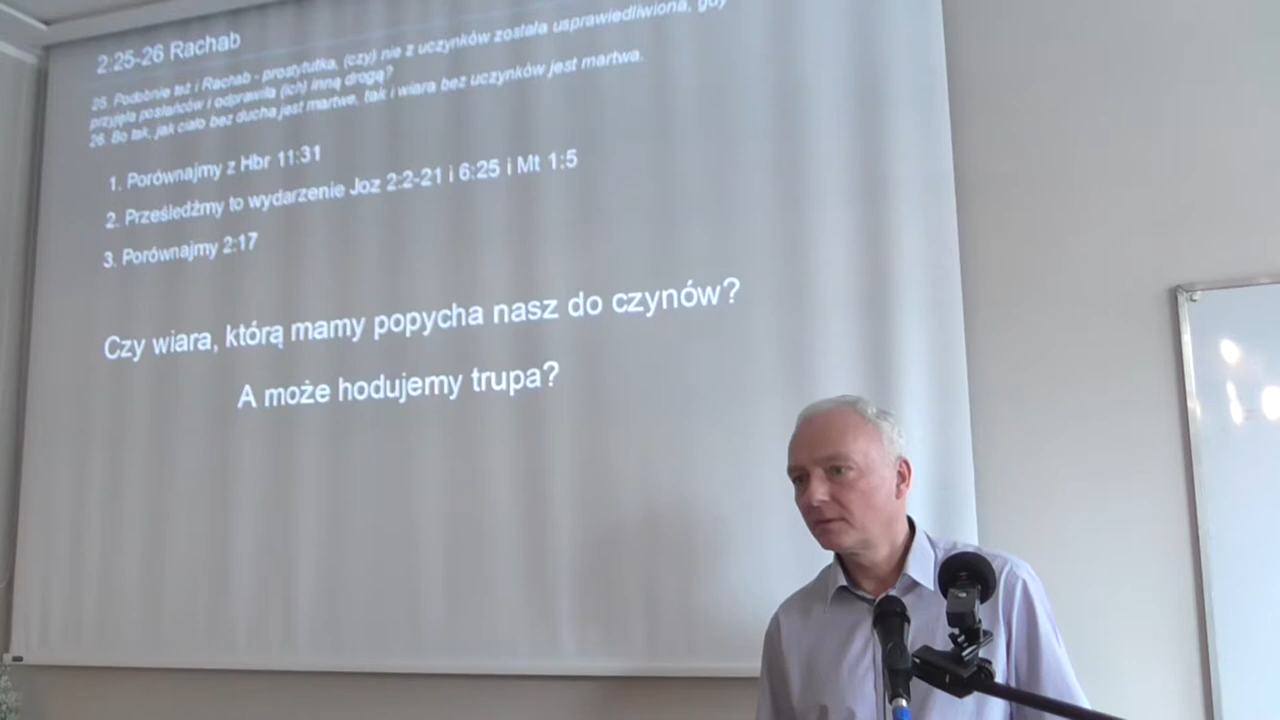 2:25-26 Rachab
25. Podobnie też i Rachab - prostytutka, (czy) nie z uczynków została usprawiedliwiona, gdy
przyjęła posłańców i odprawiła (ich) inną drogą?
26. Bo tak, jak ciało bez ducha jest martwe, tak i wiara bez uczynków jest martwa.
1. Porównajmy z Hbr 11:31
2. Prześledźmy to wydarzenie Joz 2:2-21 i 6:25 i Mt 1:5
3. Porównajmy 2:17
Czy wiara, którą mamy popycha nasz do czynów?
A może hodujemy trupa?